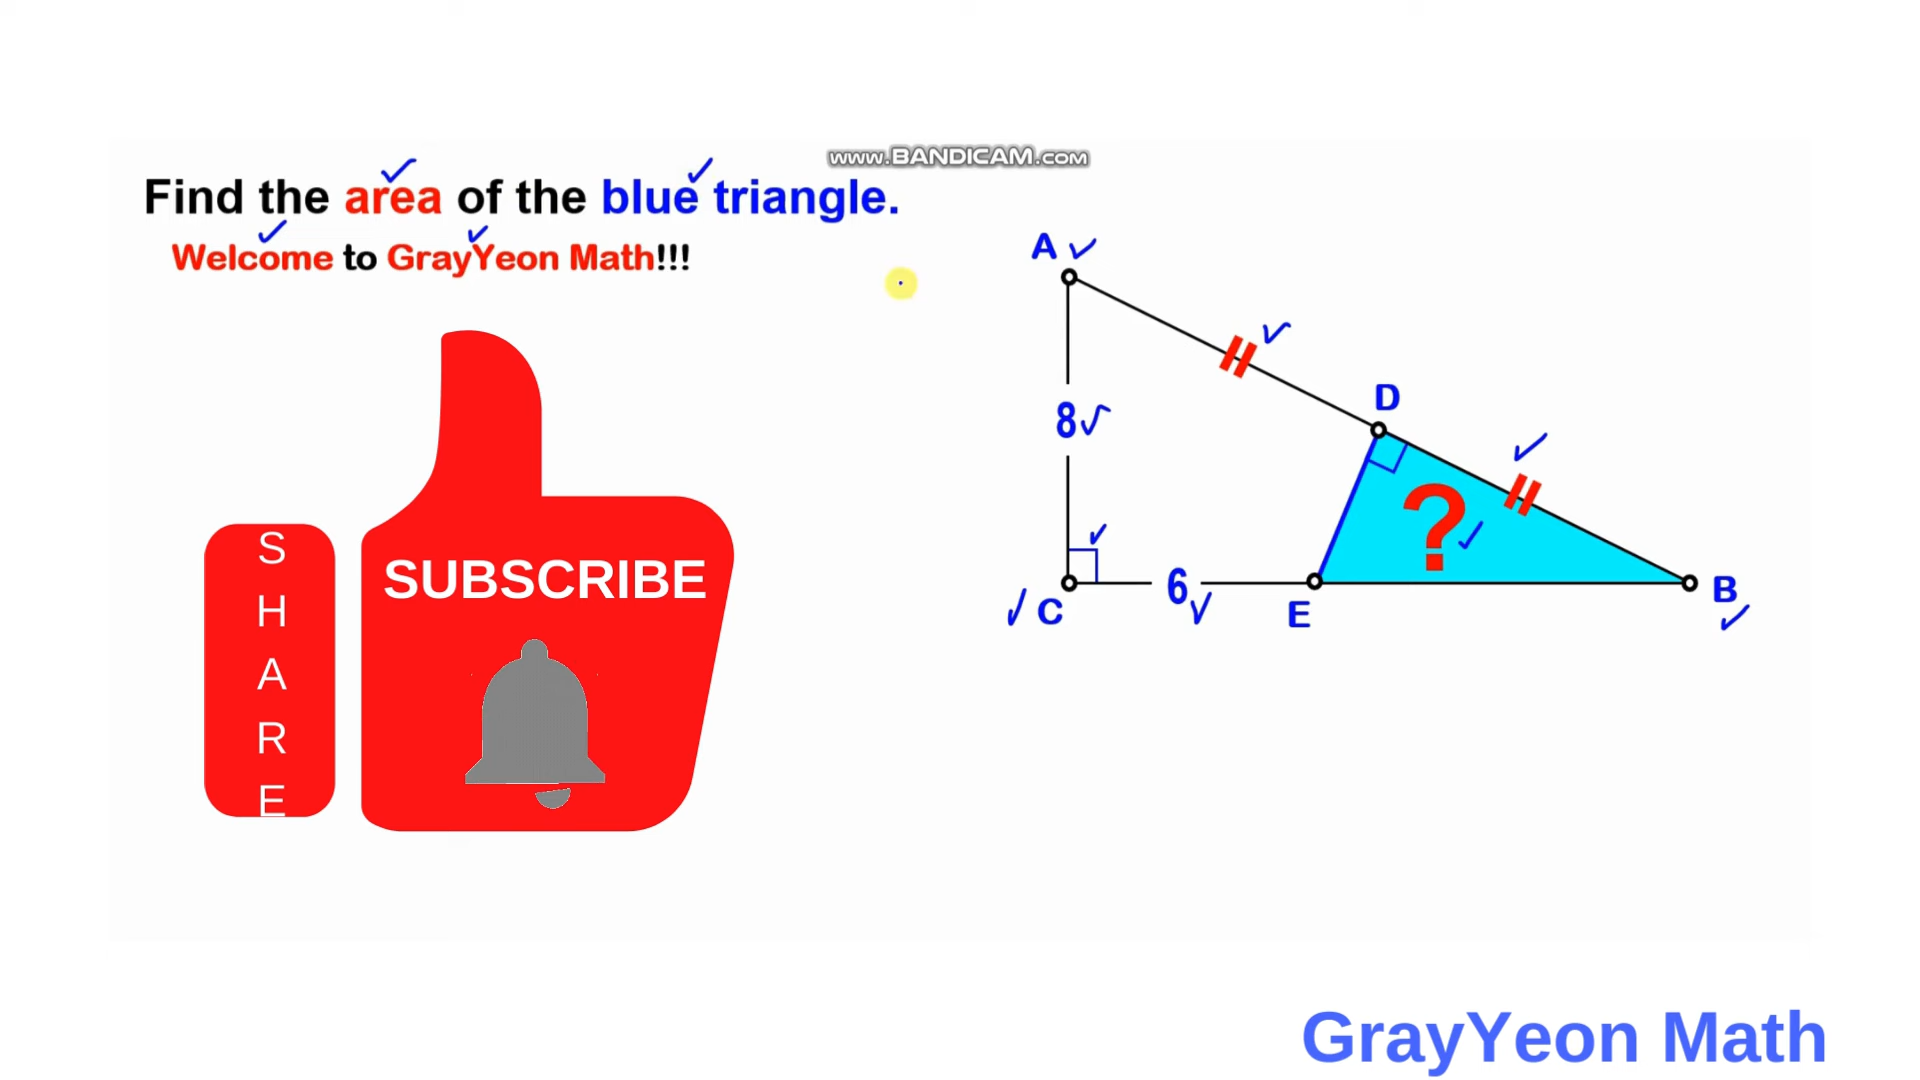 www.BANDICAM.com
Find the area of the blue triangle.
Welcome to GrayYeon Math!!!
A
D
8
?
6
C
E
B
S
H
A
R
E
SUBSCRIBE
GrayYeon Math